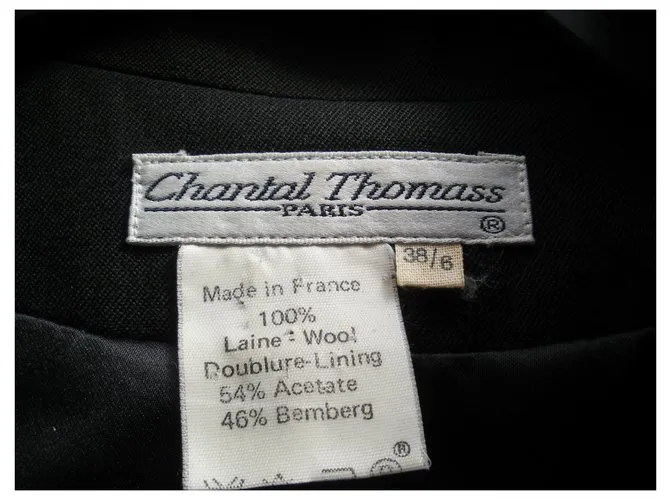 Chantal Thomass
PARIS
®
38/6
Made in France
100%
Laine - Wool
Doublure-Lining
54% Acetate
46% Bemberg
®